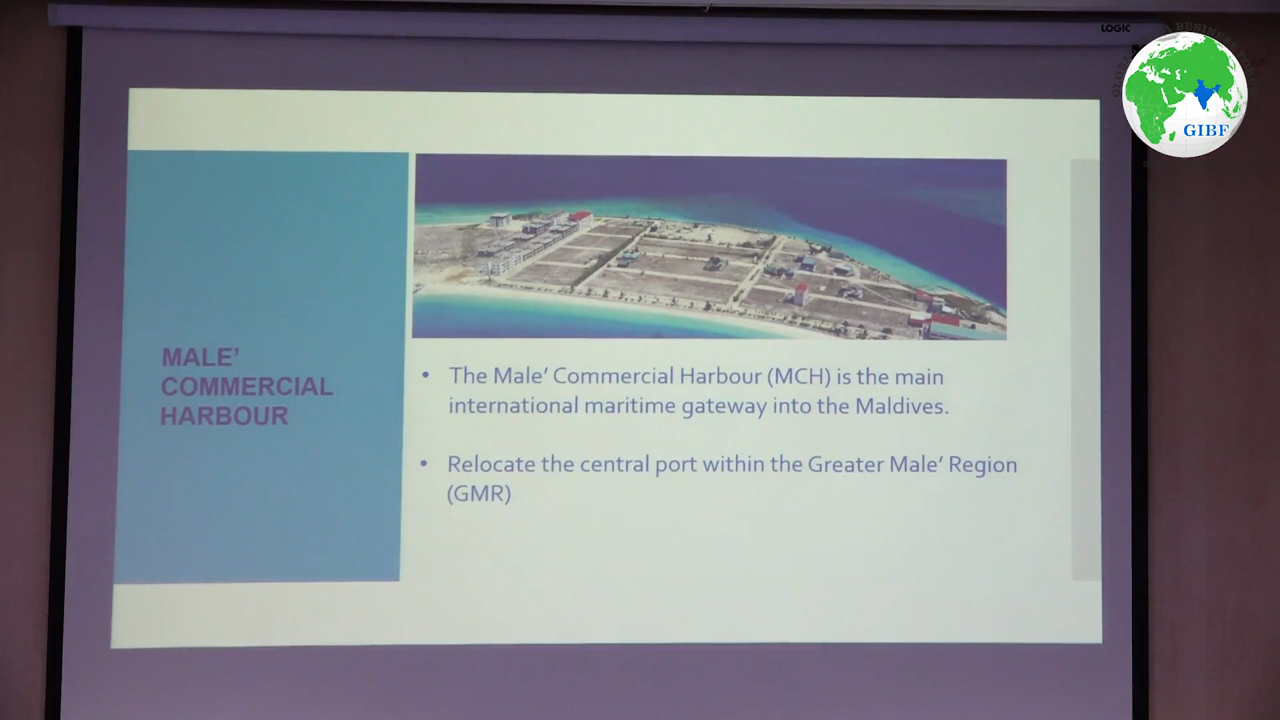 LOGIC
GIBF
MALE’
COMMERCIAL
HARBOUR
• The Male’ Commercial Harbour (MCH) is the main
international maritime gateway into the Maldives.
• Relocate the central port within the Greater Male’ Region
(GMR)